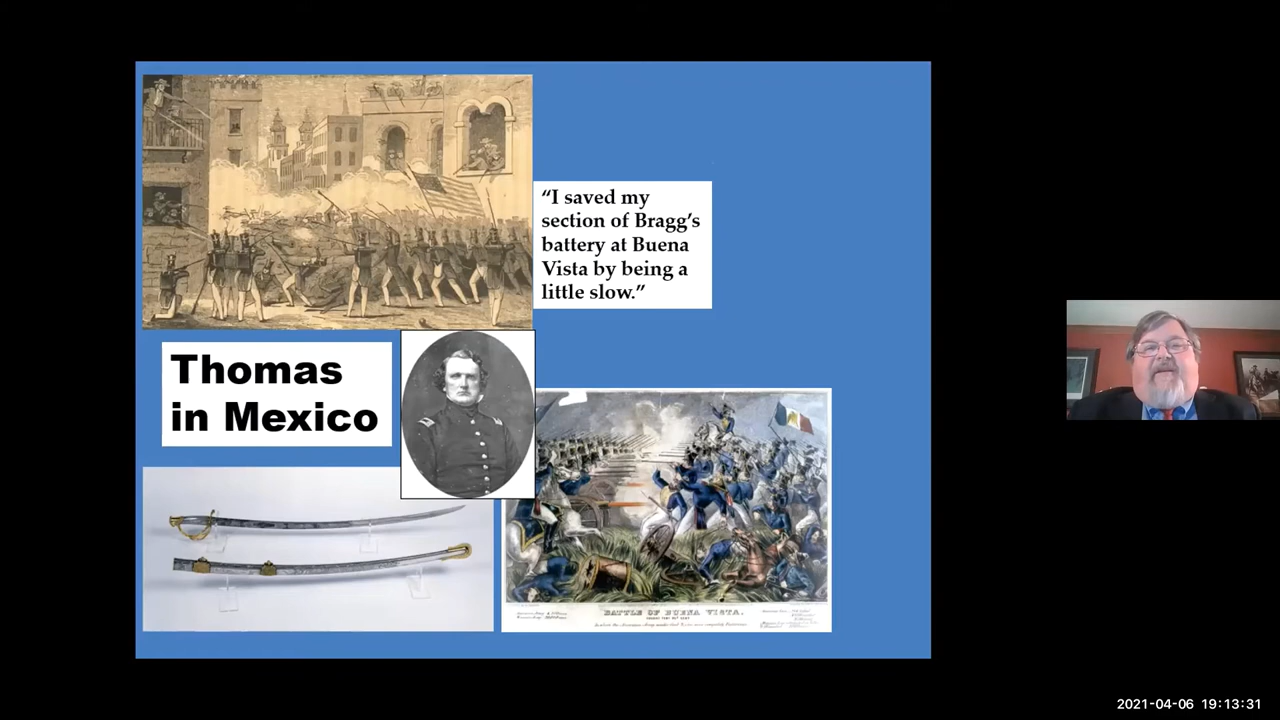 “I saved my
section of Bragg’s
battery at Buena
Vista by being a
little slow.”
Thomas
in Mexico
BATTLE OF BUENA VISTA.
2021-04-06 19:13:31